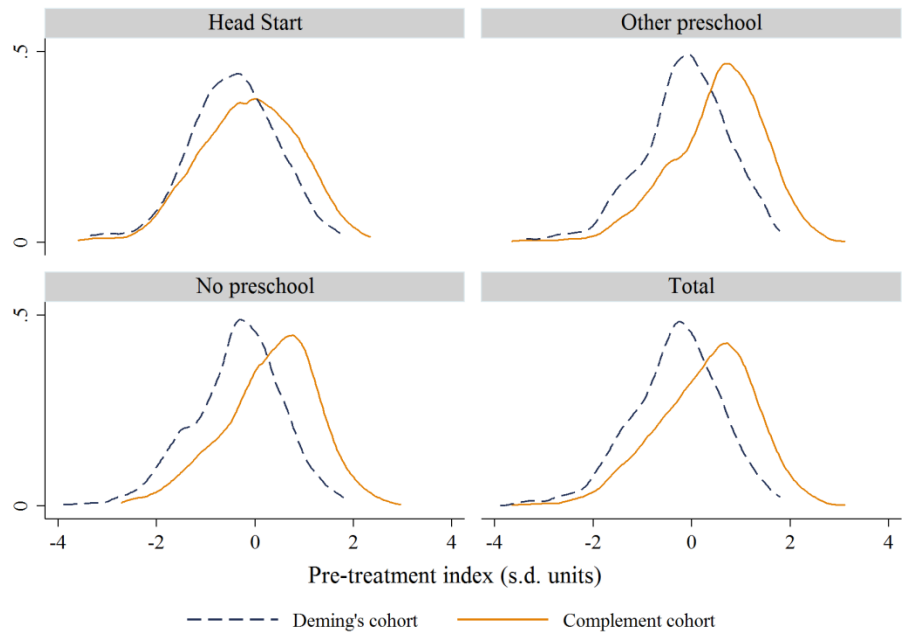 Head Start
Other preschool
.5
0
No preschool
Total
.5
0
-4 -2 0 2 4 -4 -2 0 2 4
Pre-treatment index (s.d. units)
Deming's cohort Complement cohort